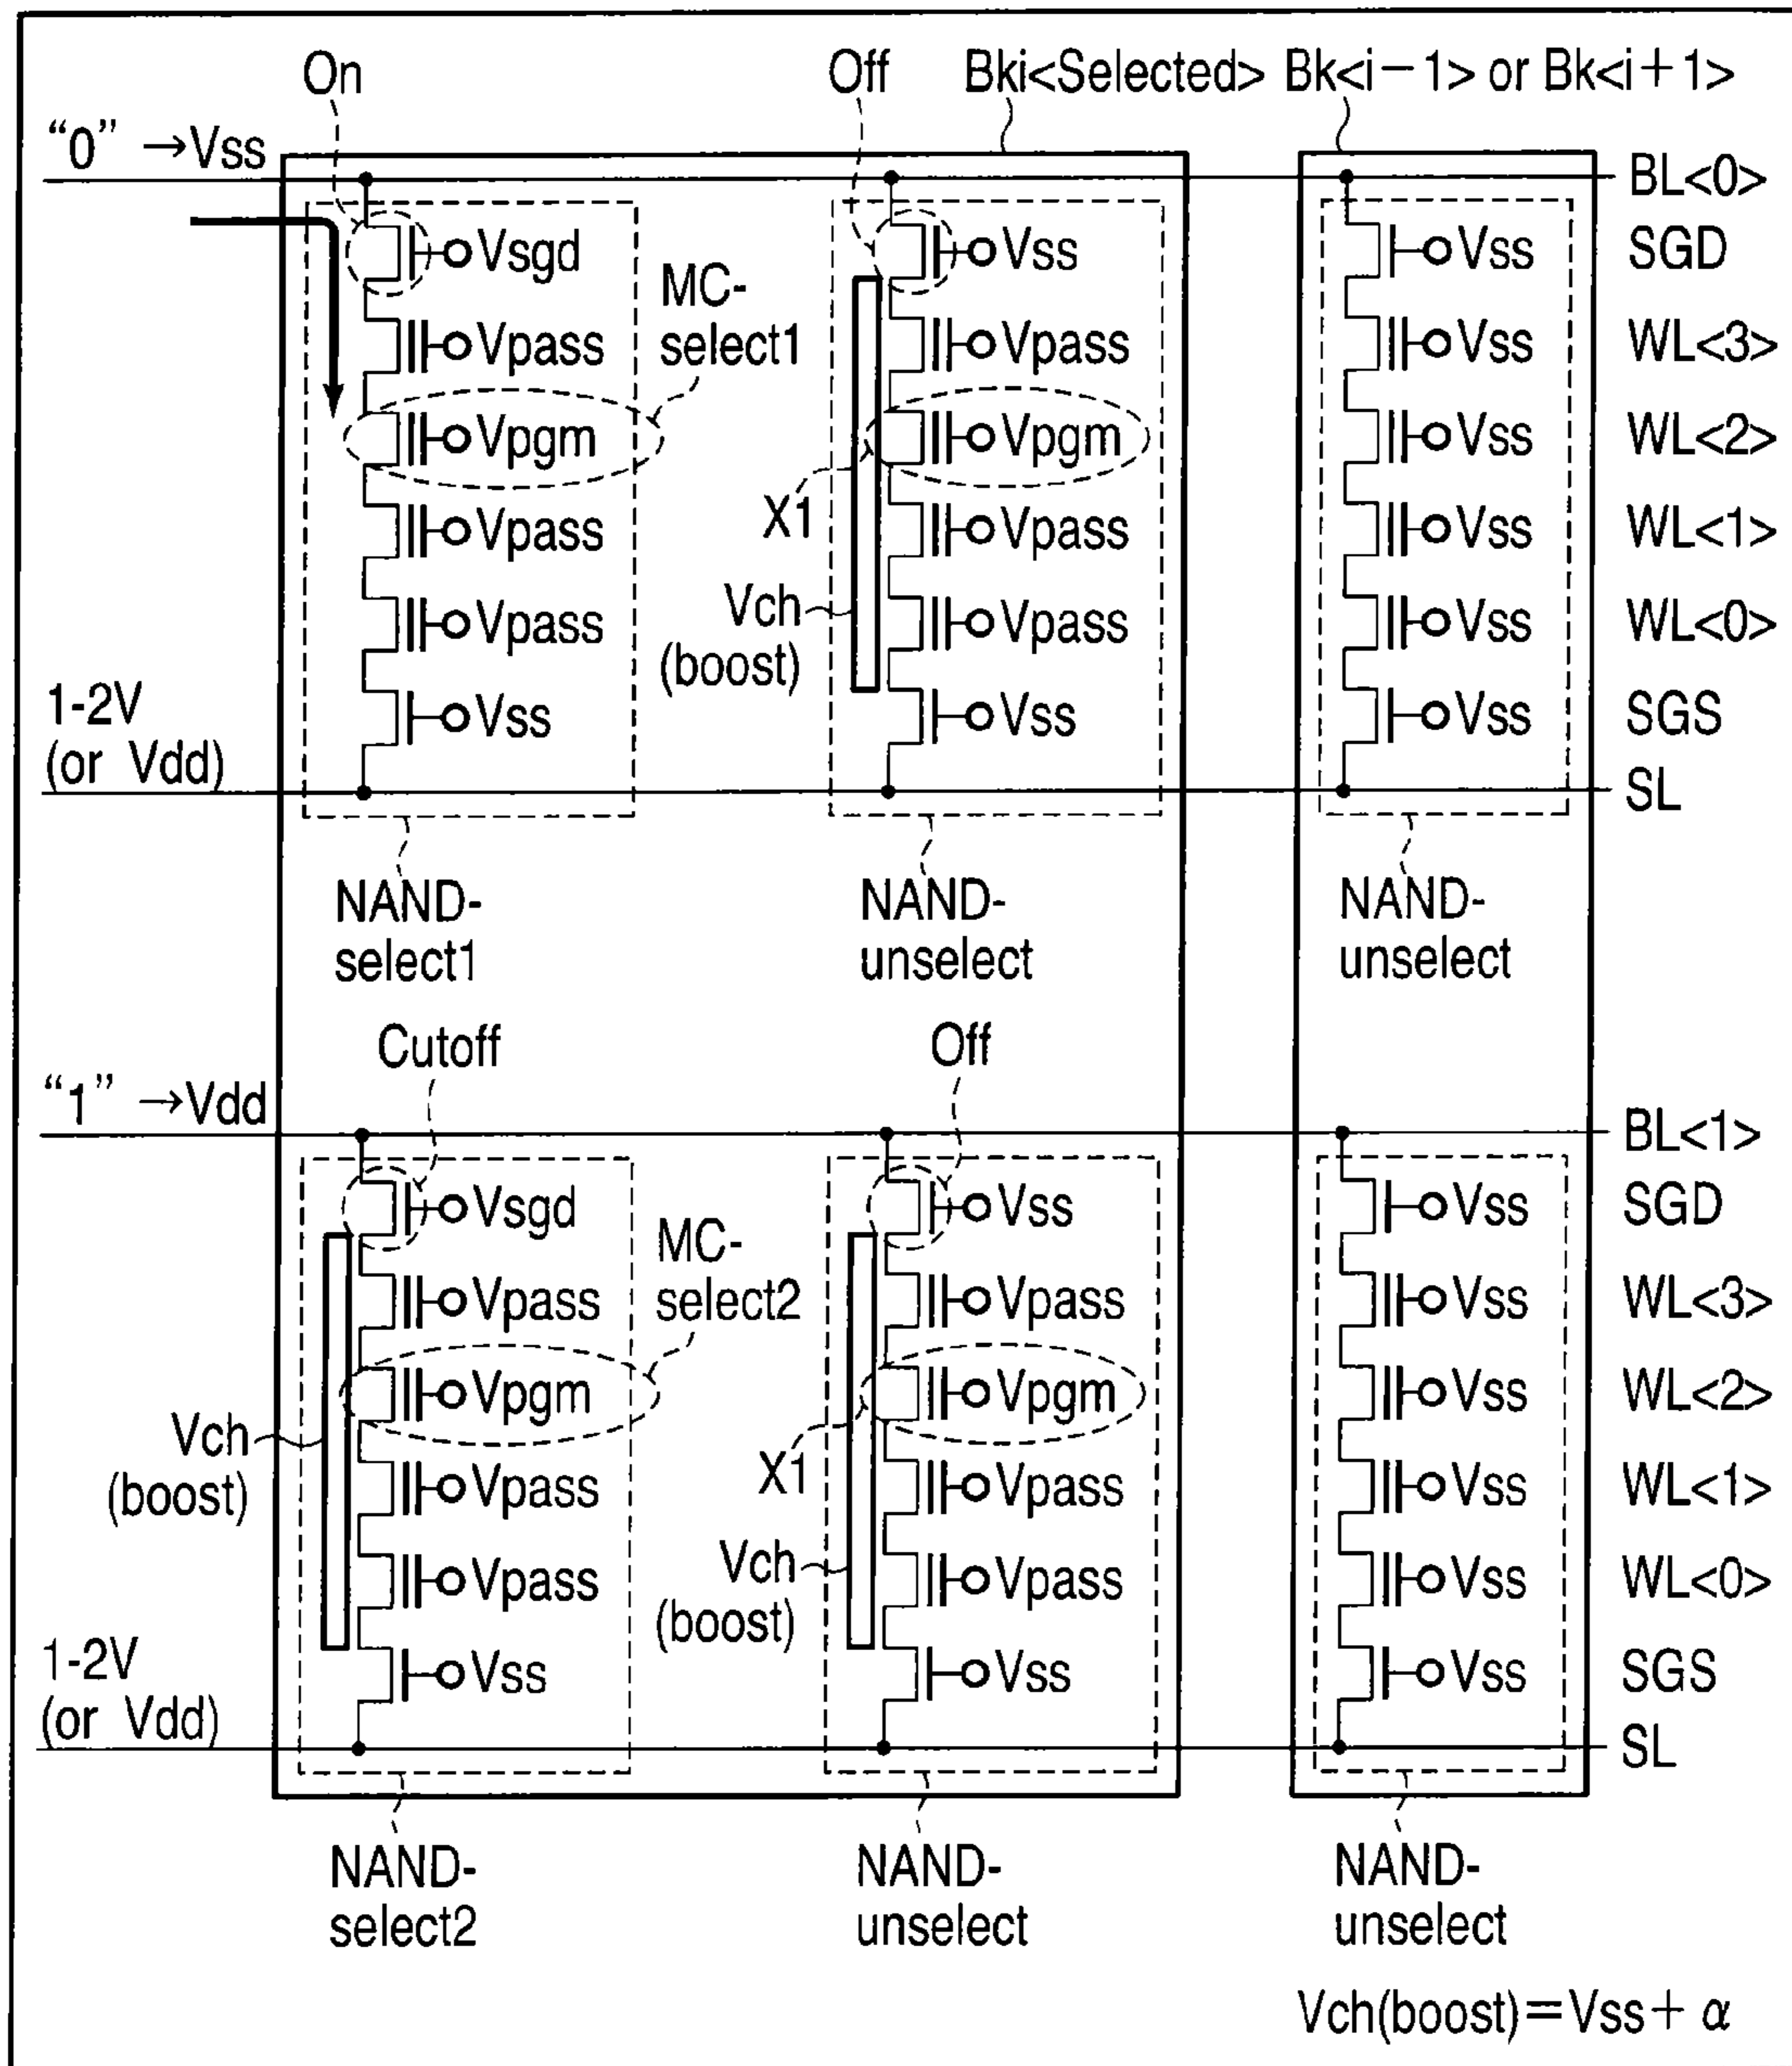 On Off Bki<Selected> Bk<i−1> or Bk<i+1>
“0” →Vss BL<0>
Vsgd Vss Vss SGD
MC-
select1
Vpass Vpass Vss WL<3>
Vpgm Vpgm Vss WL<2>
X1
Vpass Vpass Vss WL<1>
Vch
(boost)
Vpass Vpass Vss WL<0>
1-2V
(or Vdd)
Vss Vss Vss SGS
SL
NAND-
select1
NAND-
unselect
NAND-
unselect
Cutoff Off
“1” →Vdd BL<1>
Vsgd Vss Vss SGD
MC-
select2
Vpass Vpass Vss WL<3>
Vpgm Vpgm Vss WL<2>
Vch
(boost)
X1
Vpass Vpass Vss WL<1>
Vch
(boost)
Vpass Vpass Vss WL<0>
1-2V
(or Vdd)
Vss Vss Vss SGS
SL
NAND-
select2
NAND-
unselect
NAND-
unselect
Vch(boost)=Vss+ α